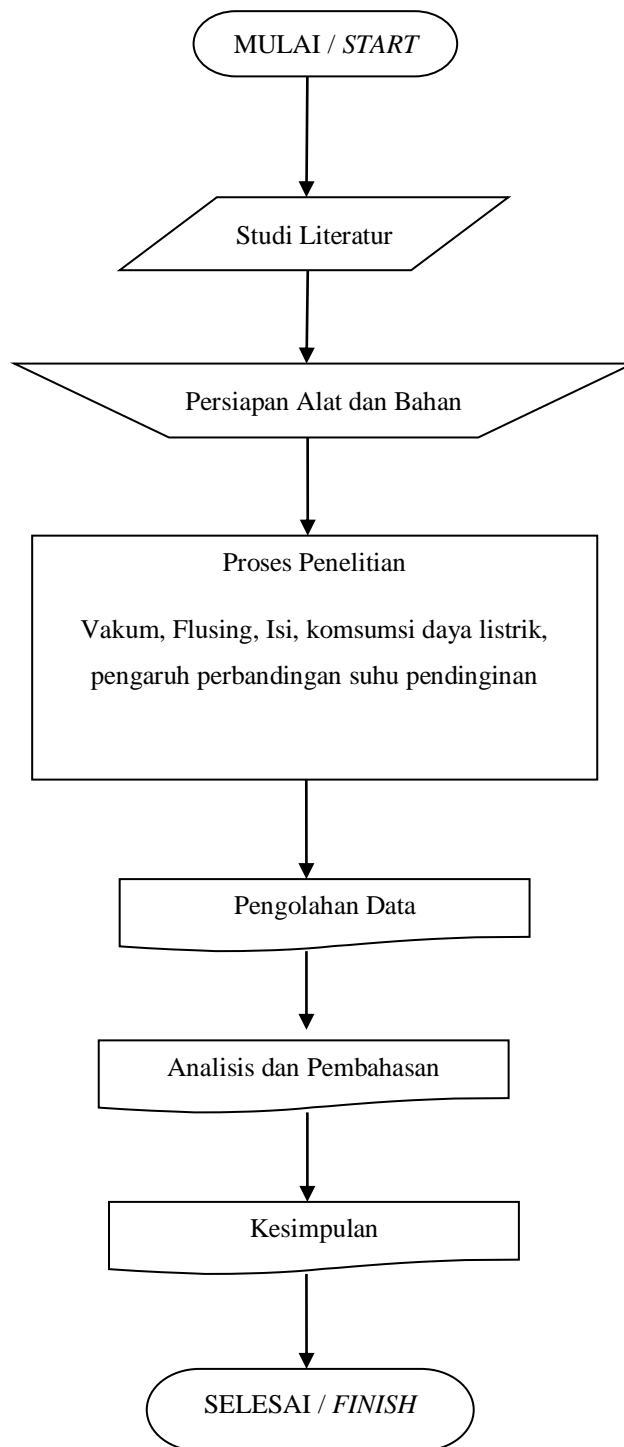 MULAI / START
Studi Literatur
Persiapan Alat dan Bahan
Proses Penelitian
Vakum, Flusing, Isi, komsumsi daya listrik,
pengaruh perbandingan suhu pendinginan
Pengolahan Data
Analisis dan Pembahasan
Kesimpulan
SELESAI / FINISH